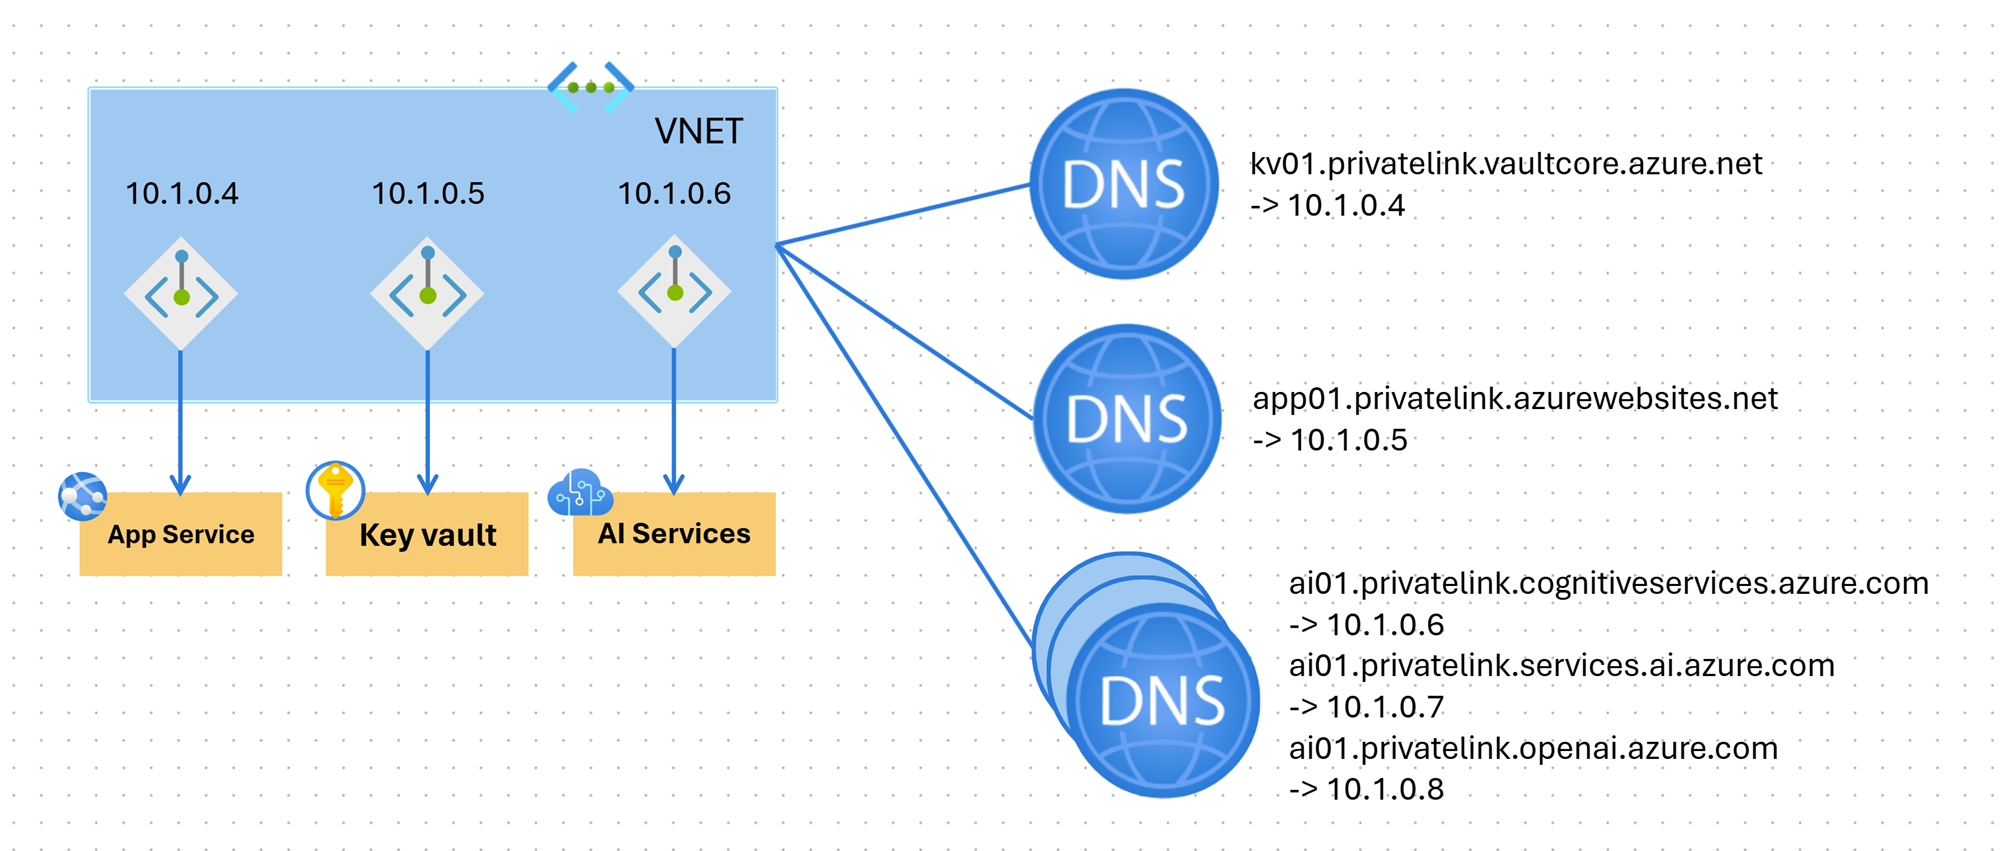 VNET
10.1.0.4
10.1.0.5
10.1.0.6
App Service
Key vault
AI Services
DNS
kv01.privatelink.vaultcore.azure.net
-> 10.1.0.4
DNS
app01.privatelink.azurewebsites.net
-> 10.1.0.5
DNS
ai01.privatelink.cognitiveservices.azure.com
-> 10.1.0.6
ai01.privatelink.services.ai.azure.com
-> 10.1.0.7
ai01.privatelink.openai.azure.com
-> 10.1.0.8